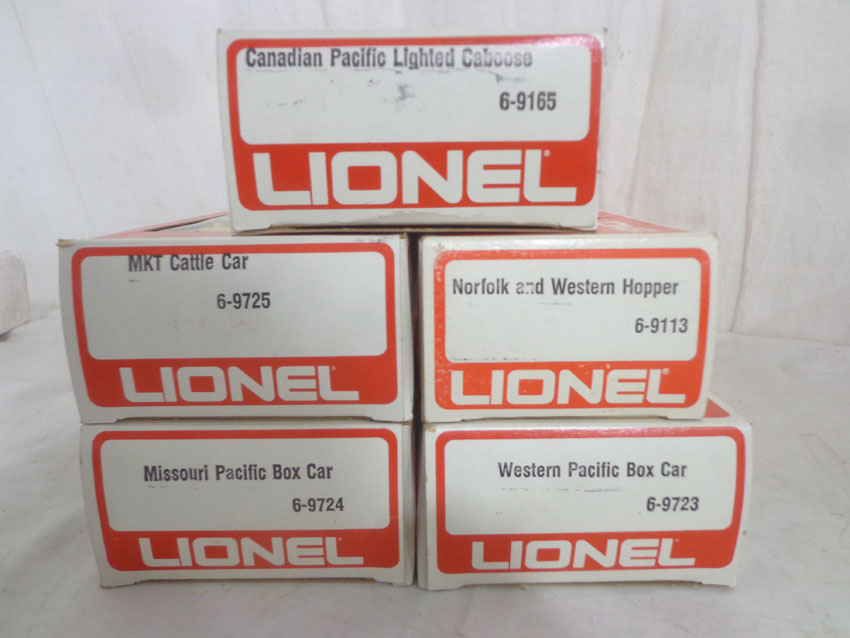 Canadian Pacific Lighted Caboose
6-9165
LIONEL
MKT Cattle Car
6-9725
LIONEL
Norfolk and Western Hopper
6-9113
LIONEL
Missouri Pacific Box Car
6-9724
LIONEL
Western Pacific Box Car
6-9723
LIONEL